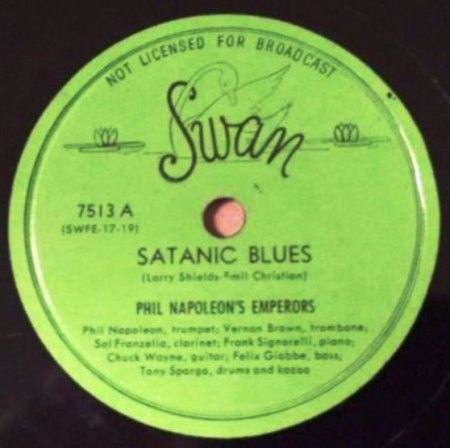 NOT LICENSED FOR BROADCAST
Swan
7513 A
(SWFE-17-19)
SATANIC BLUES
(Larry Shields-Emil Christian)
PHIL NAPOLEON'S EMPERORS
Phil Napoleon, trumpet; Vernon Brown, trombone;
Sal Franzella, clarinet; Frank Signorelli, piano;
Chuck Wayne, guitar; Felix Giobbe, bass;
Tony Spargo, drums and kazoo